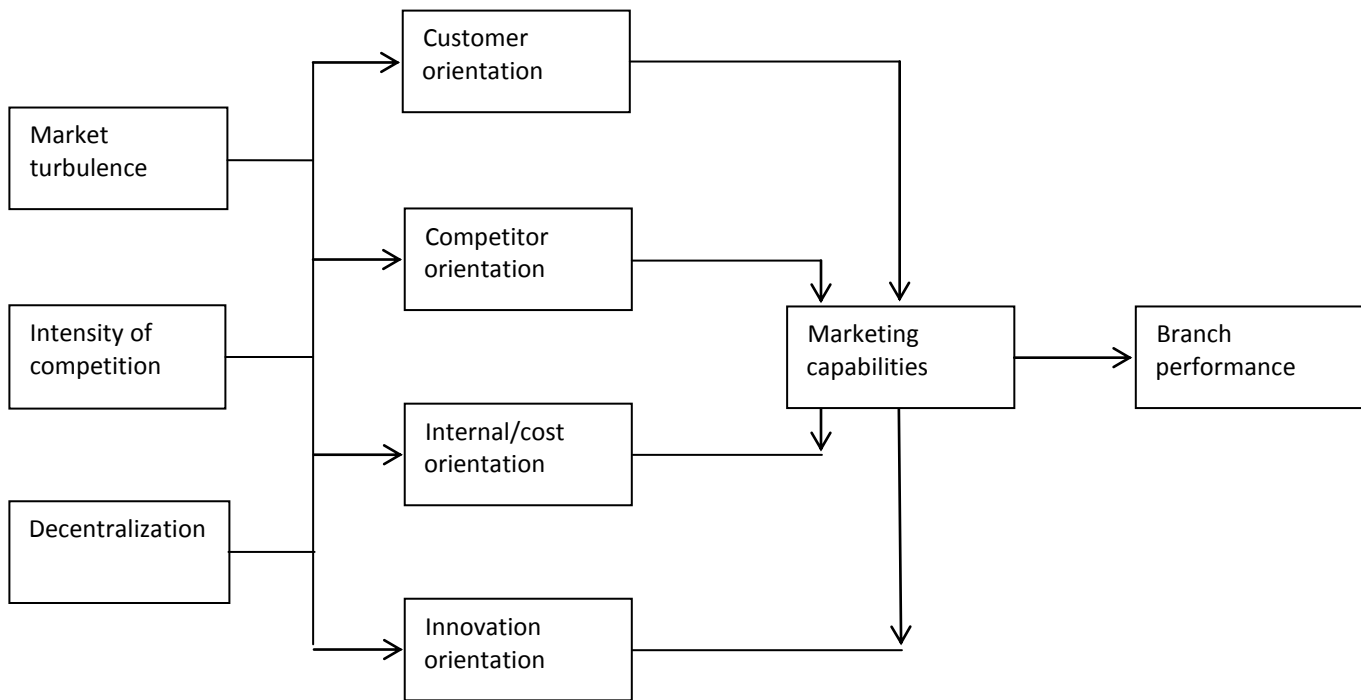 Market
turbulence
Intensity of
competition
Decentralization
Customer
orientation
Competitor
orientation
Internal/cost
orientation
Innovation
orientation
Marketing
capabilities
Branch
performance